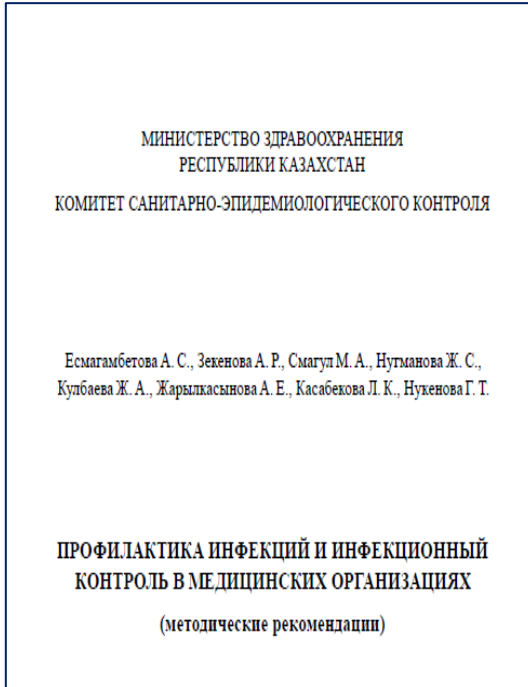 МИНИСТЕРСТВО ЗДРАВООХРАНЕНИЯ
РЕСПУБЛИКИ КАЗАХСТАН
КОМИТЕТ САНИТАРНО-ЭПИДЕМИОЛОГИЧЕСКОГО КОНТРОЛЯ
Есмагамбетова А. С., Зекенова А. Р., Смагул М. А., Нугманова Ж. С.,
Кулбаева Ж. А., Жарылкасынова А. Е., Касабекова Л. К., Нукенова Г. Т.
ПРОФИЛАКТИКА ИНФЕКЦИЙ И ИНФЕКЦИОННЫЙ
КОНТРОЛЬ В МЕДИЦИНСКИХ ОРГАНИЗАЦИЯХ
(методические рекомендации)